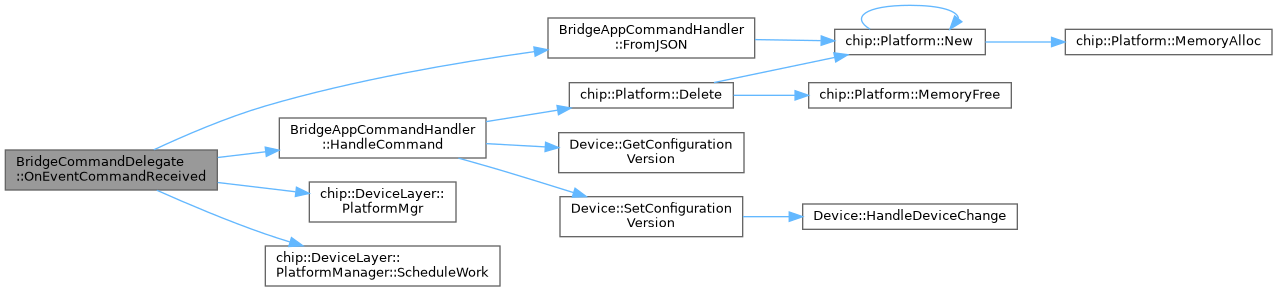 BridgeAppCommandHandler
::FromJSON
chip::Platform::New
chip::Platform::MemoryAlloc
chip::Platform::Delete
chip::Platform::MemoryFree
BridgeAppCommandHandler
::HandleCommand
Device::GetConfiguration
Version
BridgeCommandDelegate
::OnEventCommandReceived
chip::DeviceLayer::
PlatformMgr
Device::SetConfiguration
Version
Device::HandleDeviceChange
chip::DeviceLayer::
PlatformManager::ScheduleWork